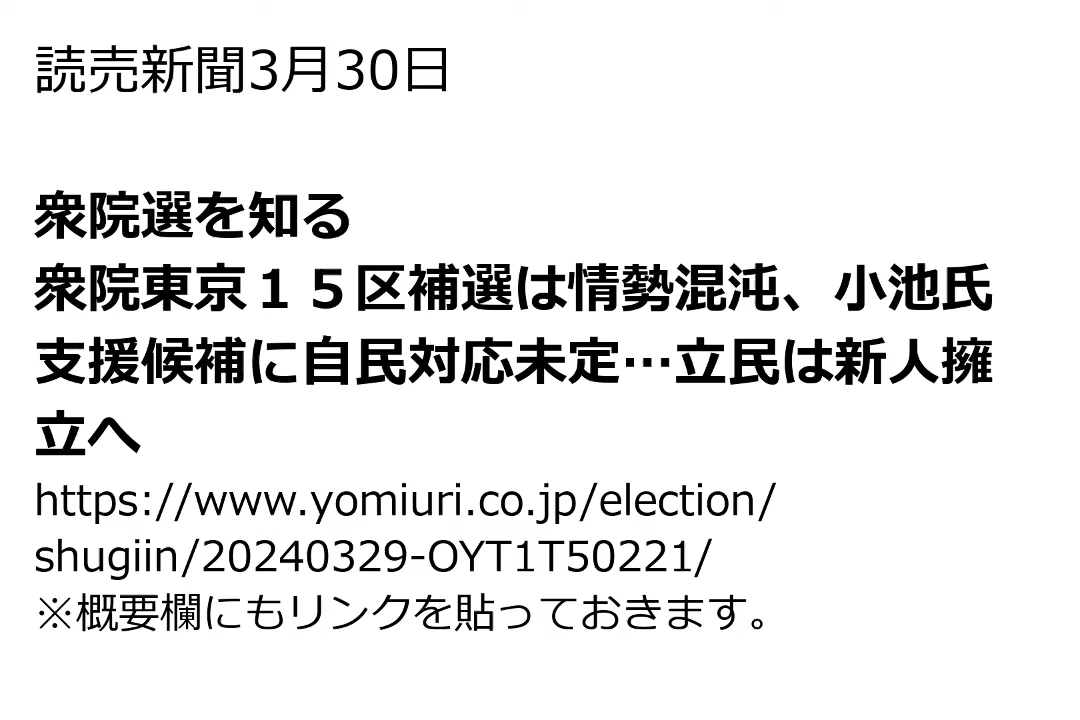 読売新聞3月30日
衆院選を知る
衆院東京１５区補選は情勢混沌、小池氏
支援候補に自民対応未定…立民は新人擁
立へ
https://www.yomiuri.co.jp/election/
shugiin/20240329-OYT1T50221/
※概要欄にもリンクを貼っておきます。